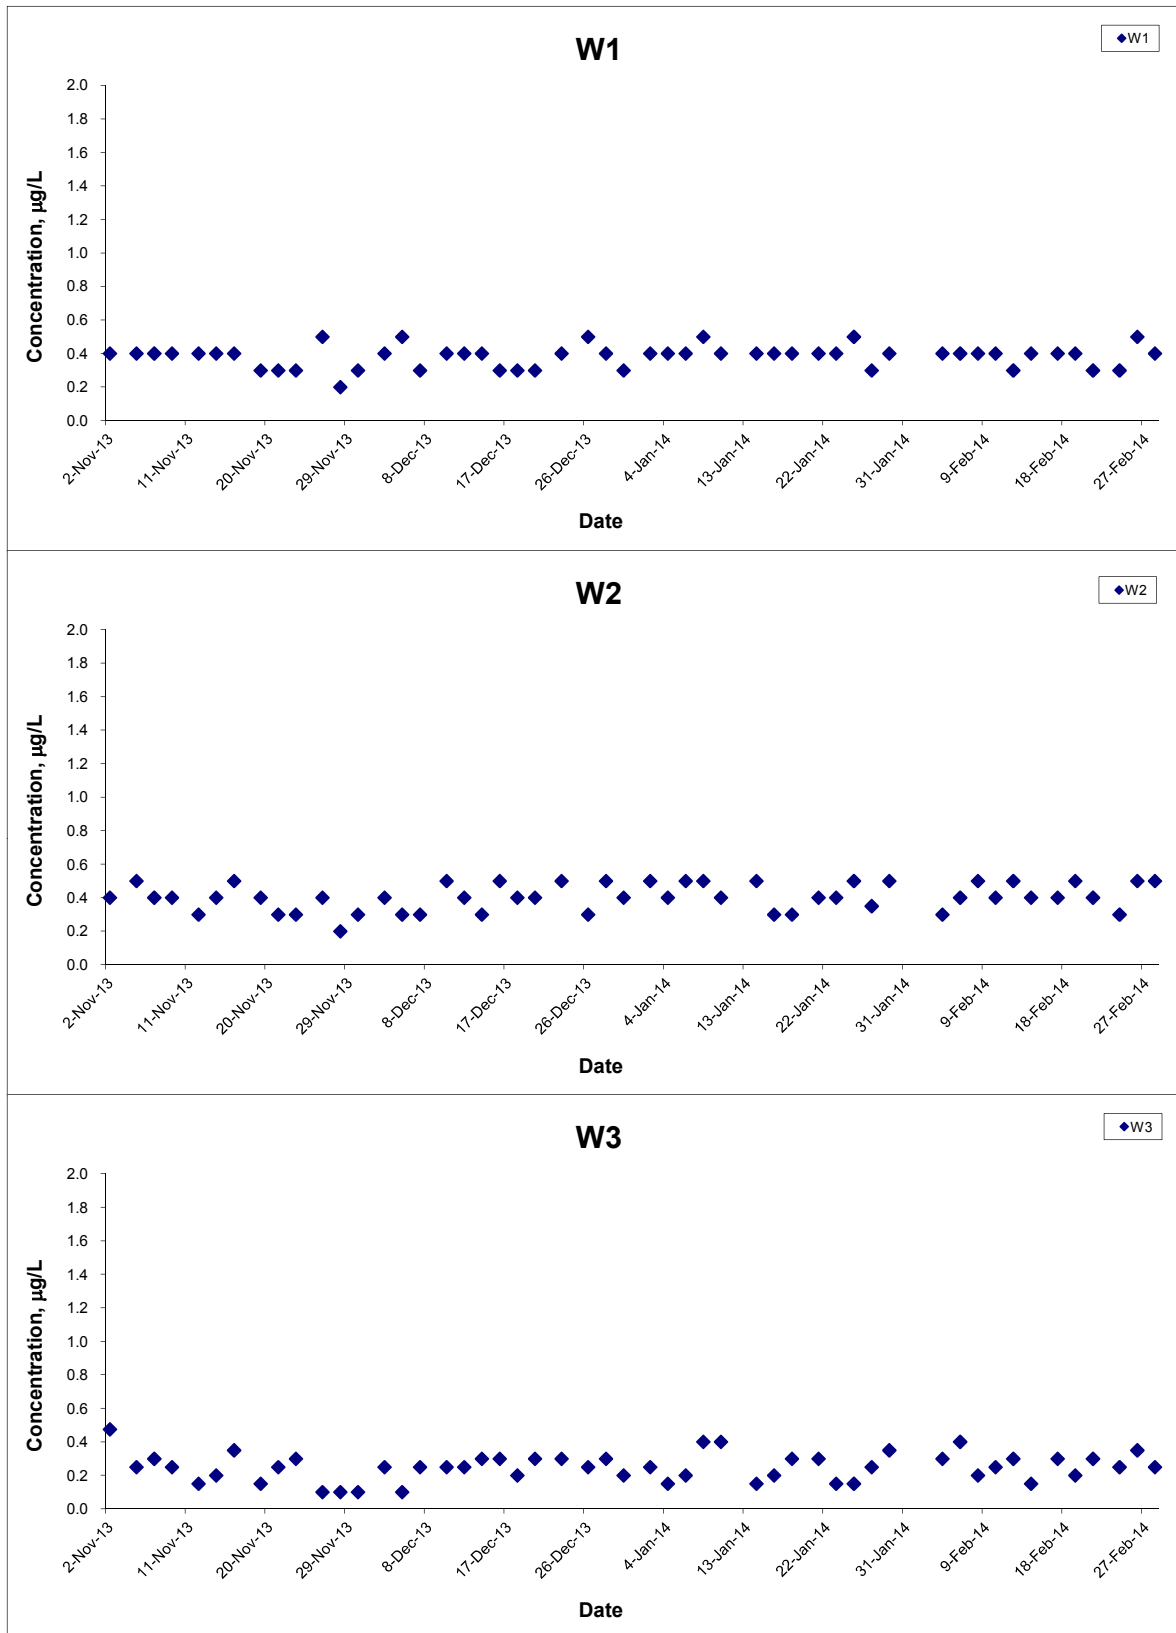 W1
W1
2.0
1.8
1.6
1.4
1.2
1.0
0.8
0.6
0.4
0.2
0.0
Concentration, µg/L
2-Nov-13
11-Nov-13
20-Nov-13
29-Nov-13
8-Dec-13
17-Dec-13
26-Dec-13
4-Jan-14
13-Jan-14
22-Jan-14
31-Jan-14
9-Feb-14
18-Feb-14
27-Feb-14
Date
W2
W2
2.0
1.8
1.6
1.4
1.2
1.0
0.8
0.6
0.4
0.2
0.0
Concentration, µg/L
2-Nov-13
11-Nov-13
20-Nov-13
29-Nov-13
8-Dec-13
17-Dec-13
26-Dec-13
4-Jan-14
13-Jan-14
22-Jan-14
31-Jan-14
9-Feb-14
18-Feb-14
27-Feb-14
Date
W3
W3
2.0
1.8
1.6
1.4
1.2
1.0
0.8
0.6
0.4
0.2
0.0
Concentration, µg/L
2-Nov-13
11-Nov-13
20-Nov-13
29-Nov-13
8-Dec-13
17-Dec-13
26-Dec-13
4-Jan-14
13-Jan-14
22-Jan-14
31-Jan-14
9-Feb-14
18-Feb-14
27-Feb-14
Date